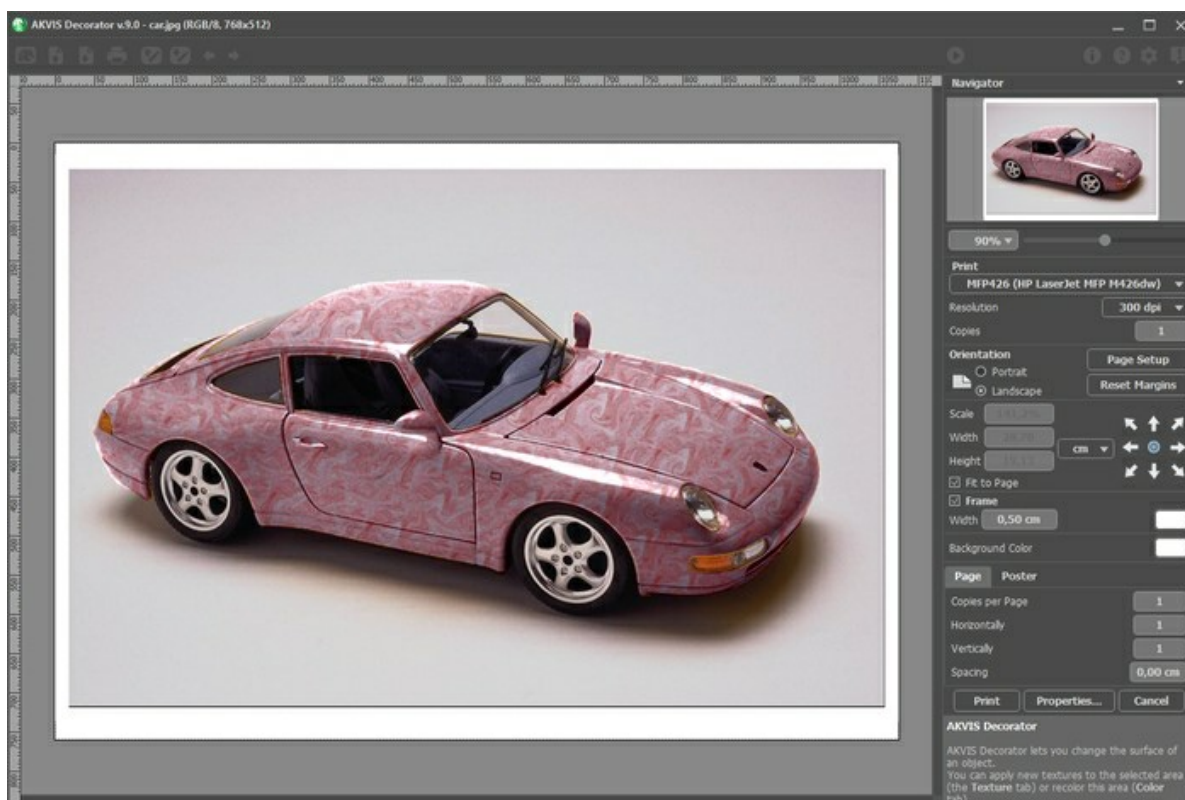 AKVIS Decorator v.9.0 - car.jpg (RGB/8, 768x512)
Navigator
90%
Print
MFP426 (HP LaserJet MFP M426dw)
Resolution 300 dpi
Copies 1
Orientation
Page Setup
Portrait
Landscape
Reset Margins
Scale
Width
cm
Height
Fit to Page
Frame
Width 0,50 cm
Background Color
Page Poster
Copies per Page 1
Horizontally 1
Vertically 1
Spacing 0,00 cm
Print Properties... Cancel
AKVIS Decorator
AKVIS Decorator lets you change the surface of
an object.
You can apply new textures to the selected area
(the Texture tab) or recolor this area (Color